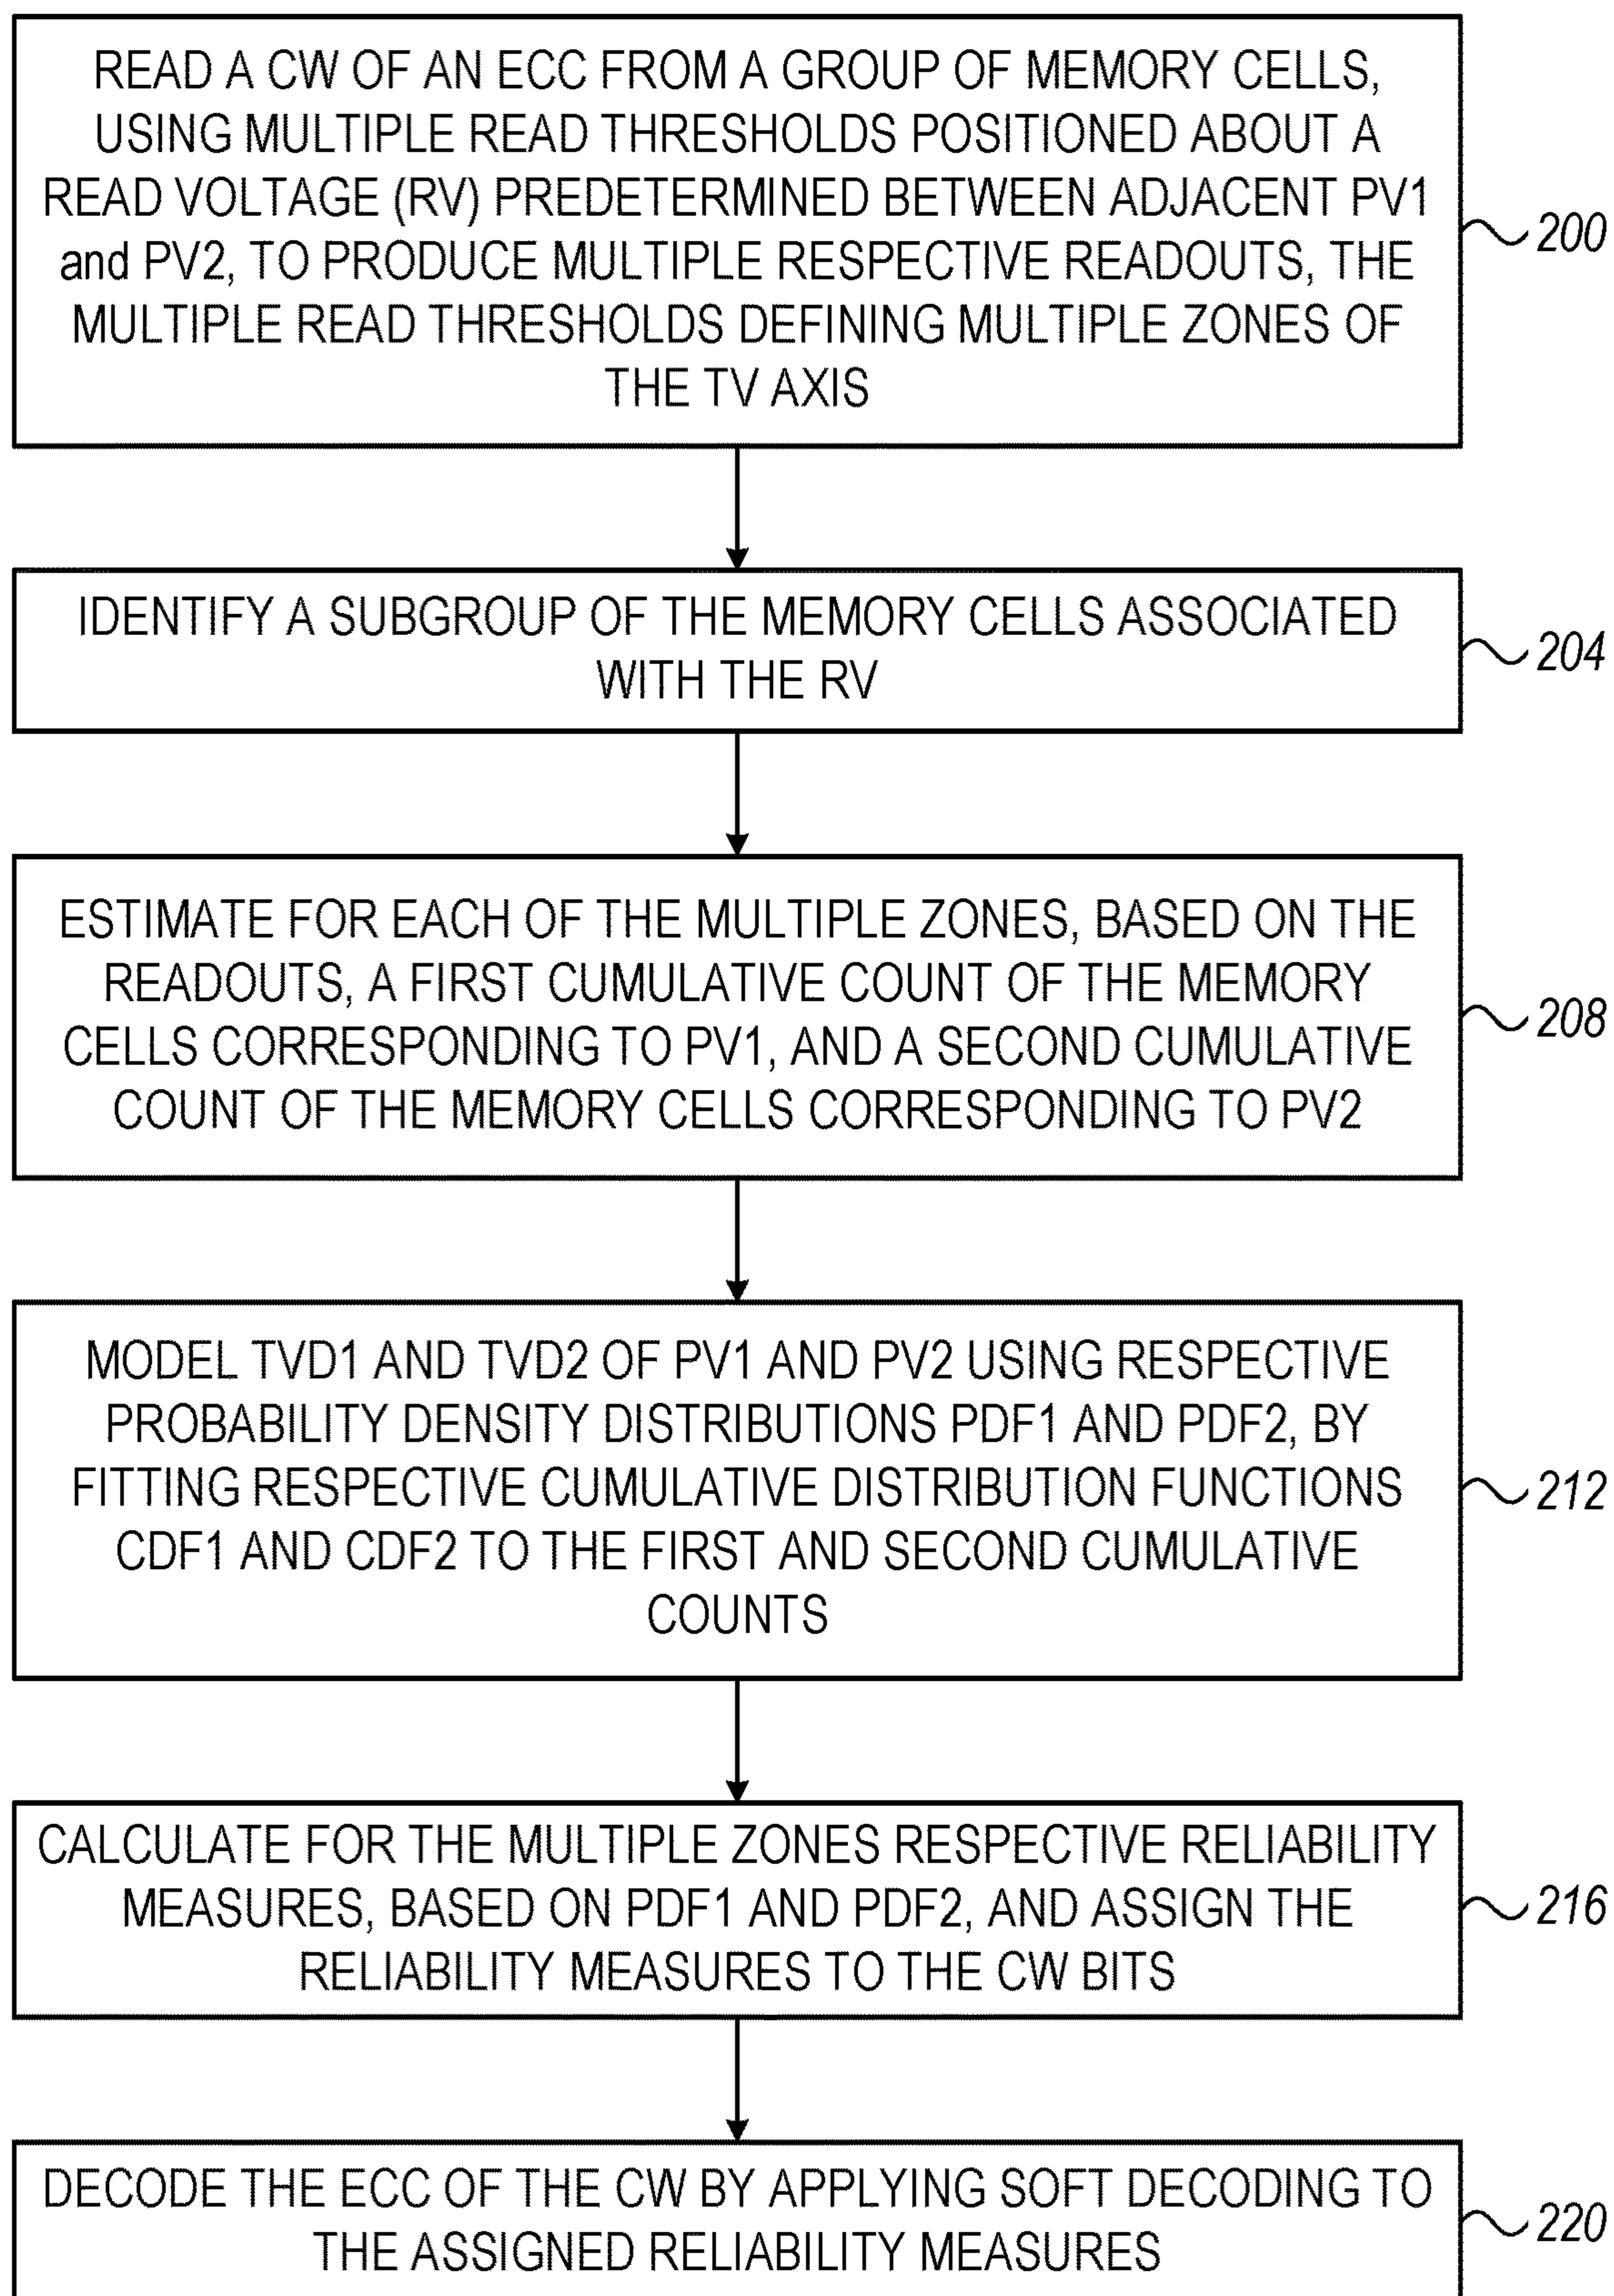 READ A CW OF AN ECC FROM A GROUP OF MEMORY CELLS,
USING MULTIPLE READ THRESHOLDS POSITIONED ABOUT A
READ VOLTAGE (RV) PREDETERMINED BETWEEN ADJACENT PV1
and PV2, TO PRODUCE MULTIPLE RESPECTIVE READOUTS, THE
MULTIPLE READ THRESHOLDS DEFINING MULTIPLE ZONES OF
THE TV AXIS
200
IDENTIFY A SUBGROUP OF THE MEMORY CELLS ASSOCIATED
WITH THE RV
204
ESTIMATE FOR EACH OF THE MULTIPLE ZONES, BASED ON THE
READOUTS, A FIRST CUMULATIVE COUNT OF THE MEMORY
CELLS CORRESPONDING TO PV1, AND A SECOND CUMULATIVE
COUNT OF THE MEMORY CELLS CORRESPONDING TO PV2
208
MODEL TVD1 AND TVD2 OF PV1 AND PV2 USING RESPECTIVE
PROBABILITY DENSITY DISTRIBUTIONS PDF1 AND PDF2, BY
FITTING RESPECTIVE CUMULATIVE DISTRIBUTION FUNCTIONS
CDF1 AND CDF2 TO THE FIRST AND SECOND CUMULATIVE
COUNTS
212
CALCULATE FOR THE MULTIPLE ZONES RESPECTIVE RELIABILITY
MEASURES, BASED ON PDF1 AND PDF2, AND ASSIGN THE
RELIABILITY MEASURES TO THE CW BITS
216
DECODE THE ECC OF THE CW BY APPLYING SOFT DECODING TO
THE ASSIGNED RELIABILITY MEASURES
220